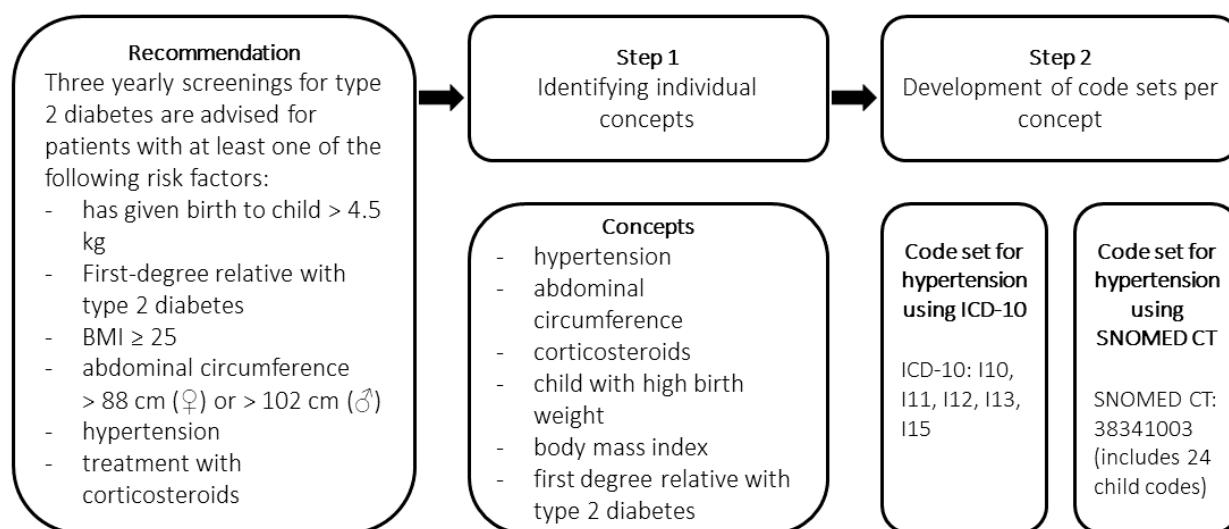 Recommendation
Three yearly screenings for type
2 diabetes are advised for
patients with at least one of the
following risk factors:
- has given birth to child > 4.5
kg
- First-degree relative with
type 2 diabetes
- BMI ≥ 25
- abdominal circumference
> 88 cm (♀) or > 102 cm (♂)
- hypertension
- treatment with
corticosteroids
Step 1
Identifying individual
concepts
Step 2
Development of code sets per
concept
Concepts
- hypertension
- abdominal
circumference
- corticosteroids
- child with high birth
weight
- body mass index
- first degree relative with
type 2 diabetes
Code set for
hypertension
using ICD-10
ICD-10: I10,
I11, I12, I13,
I15
Code set for
hypertension
using
SNOMED CT
SNOMED CT:
38341003
(includes 24
child codes)